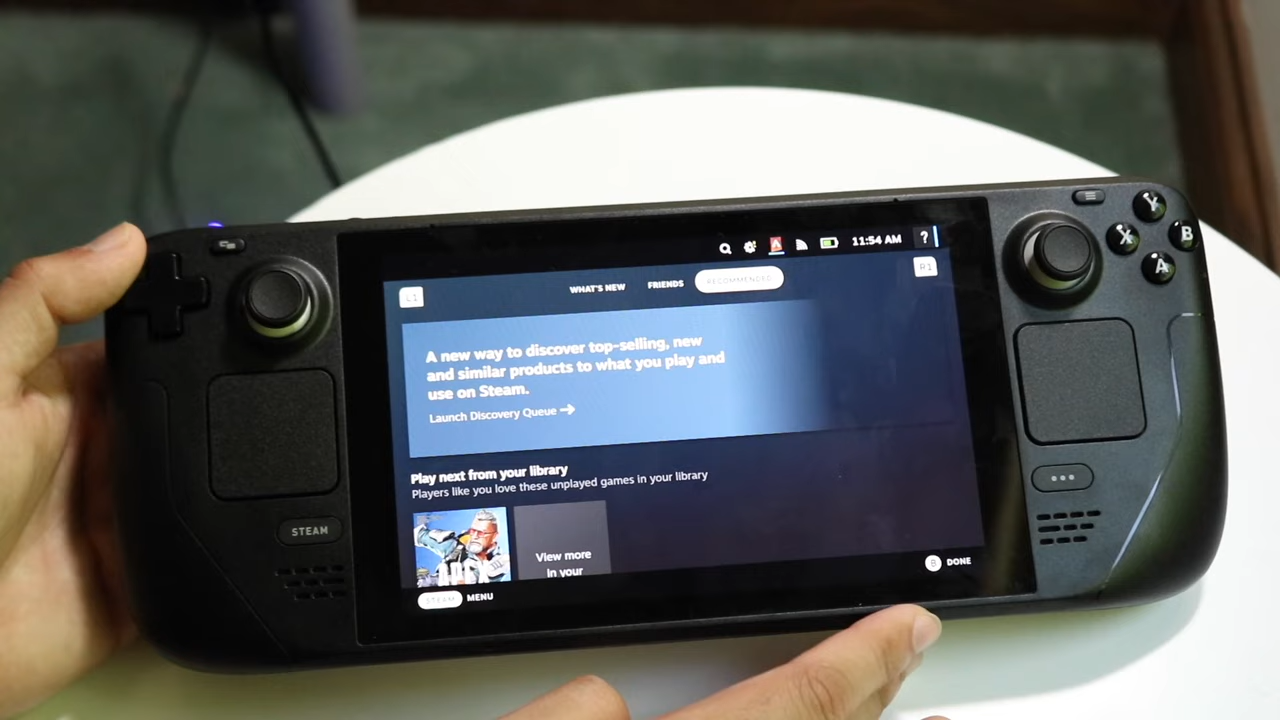 11:54 AM ?
L1
WHAT'S NEW FRIENDS RECOMMENDED
R1
A new way to discover top-selling, new
and similar products to what you play and
use on Steam.
Launch Discovery Queue →
Play next from your library
Players like you love these unplayed games in your library
View more
in your
STEAM MENU
B DONE
STEAM
Y
X
B
A